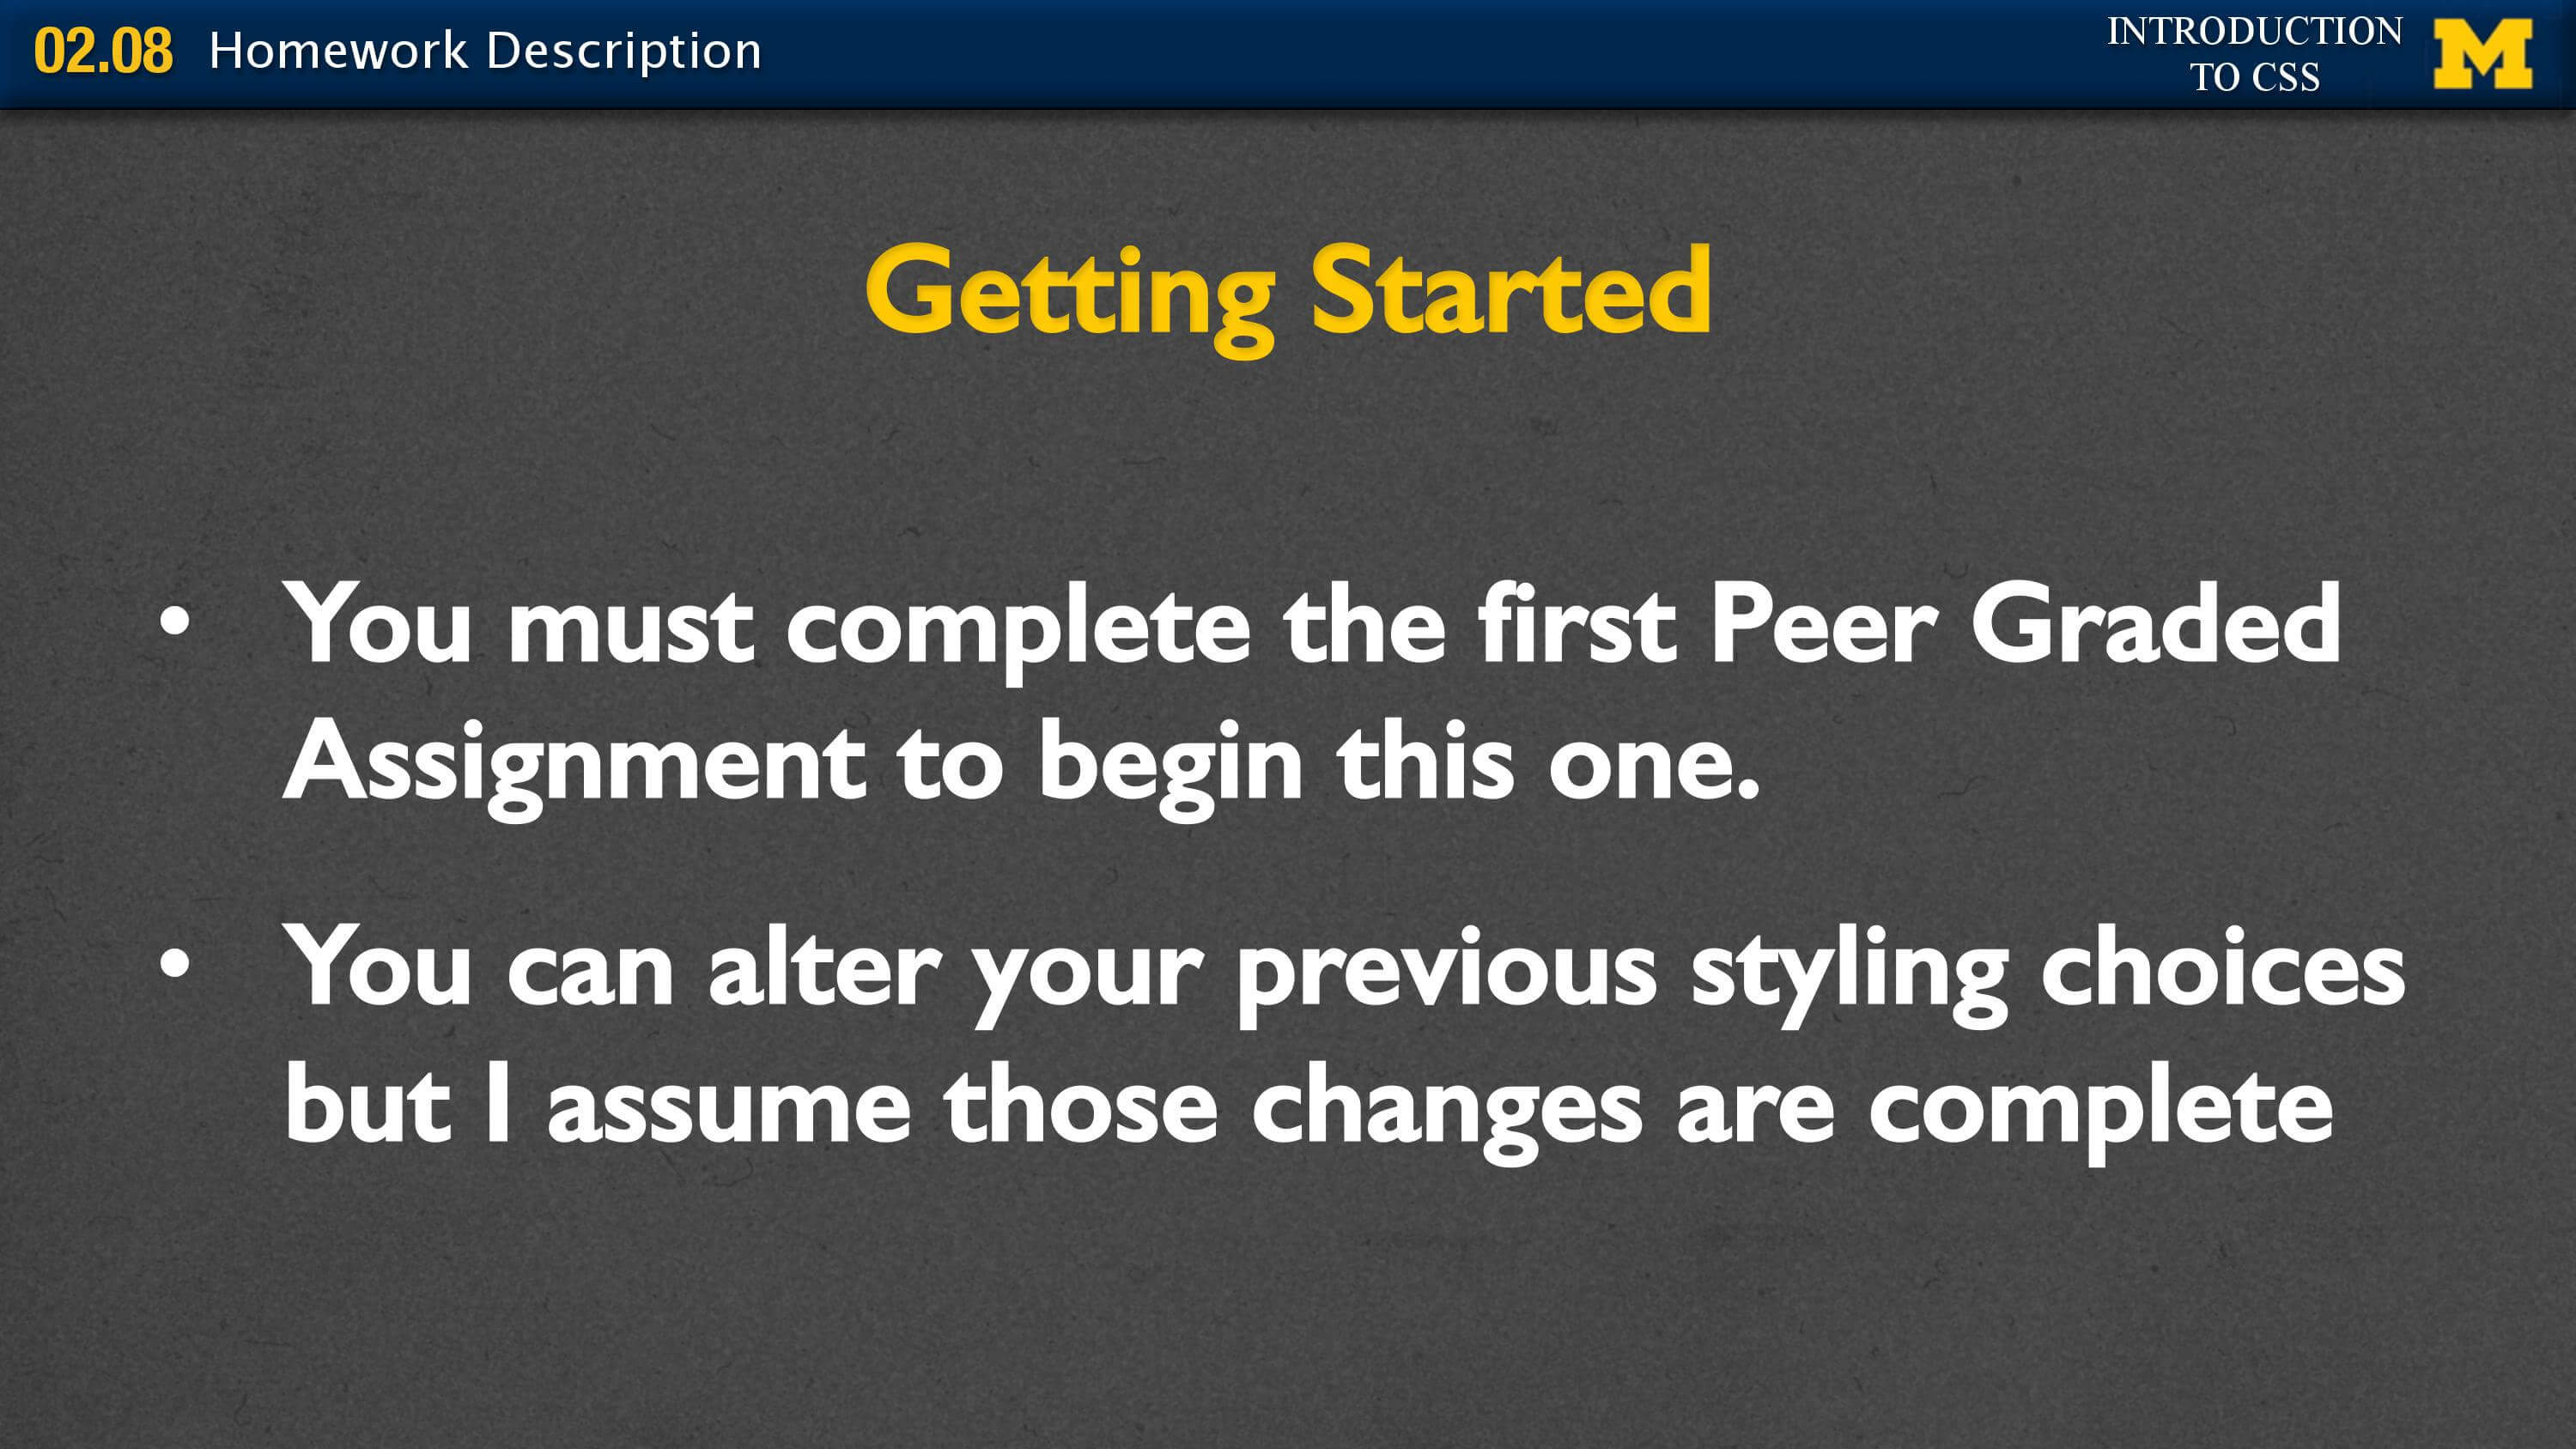 02.08 Homework Description
INTRODUCTION
TO CSS
M
Getting Started
• You must complete the first Peer Graded
Assignment to begin this one.
• You can alter your previous styling choices
but I assume those changes are complete